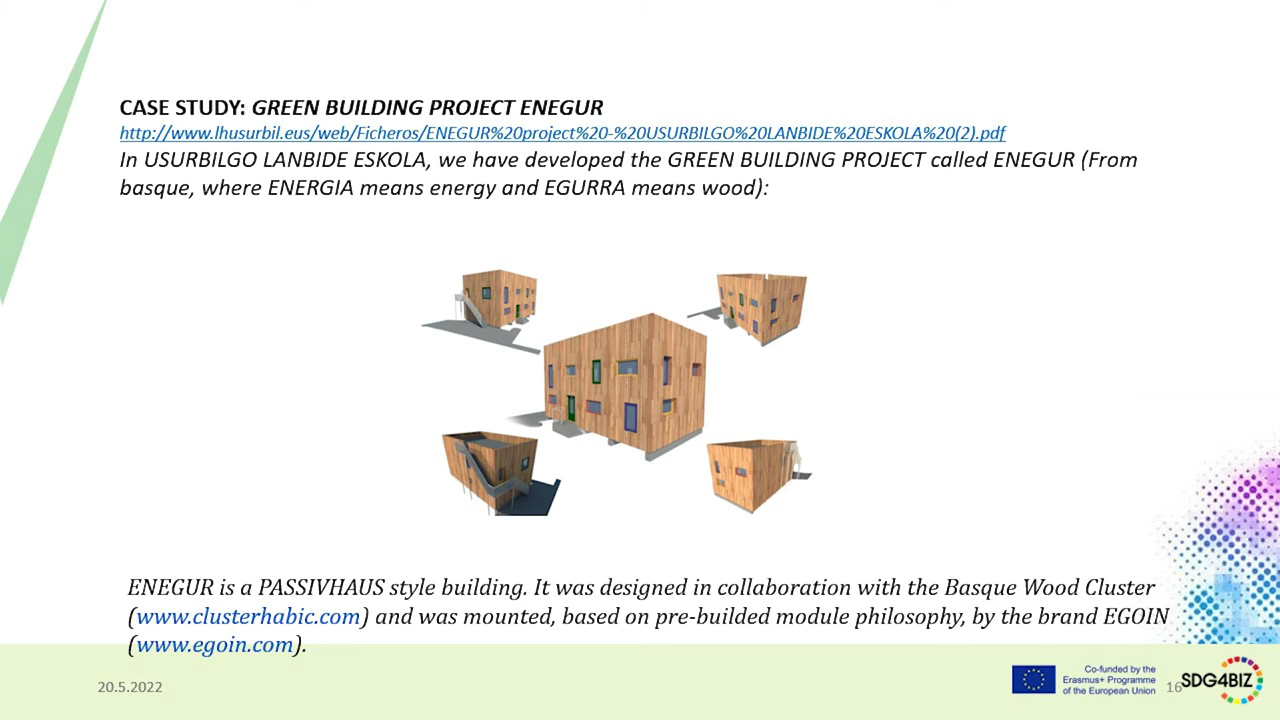 CASE STUDY: GREEN BUILDING PROJECT ENEGUR
http://www.lhusurbil.eus/web/Ficheros/ENEGUR%20project%20-%20USURBILGO%20LANBIDE%20ESKOLA%20(2).pdf
In USURBILGO LANBIDE ESKOLA, we have developed the GREEN BUILDING PROJECT called ENEGUR (From
basque, where ENERGIA means energy and EGURRA means wood):
ENEGUR is a PASSIVHAUS style building. It was designed in collaboration with the Basque Wood Cluster
(www.clusterhabic.com) and was mounted, based on pre-builded module philosophy, by the brand EGOIN
(www.egoin.com).
20.5.2022
Co-funded by the
Erasmus+ Programme
of the European Union
16
SDG4BIZ